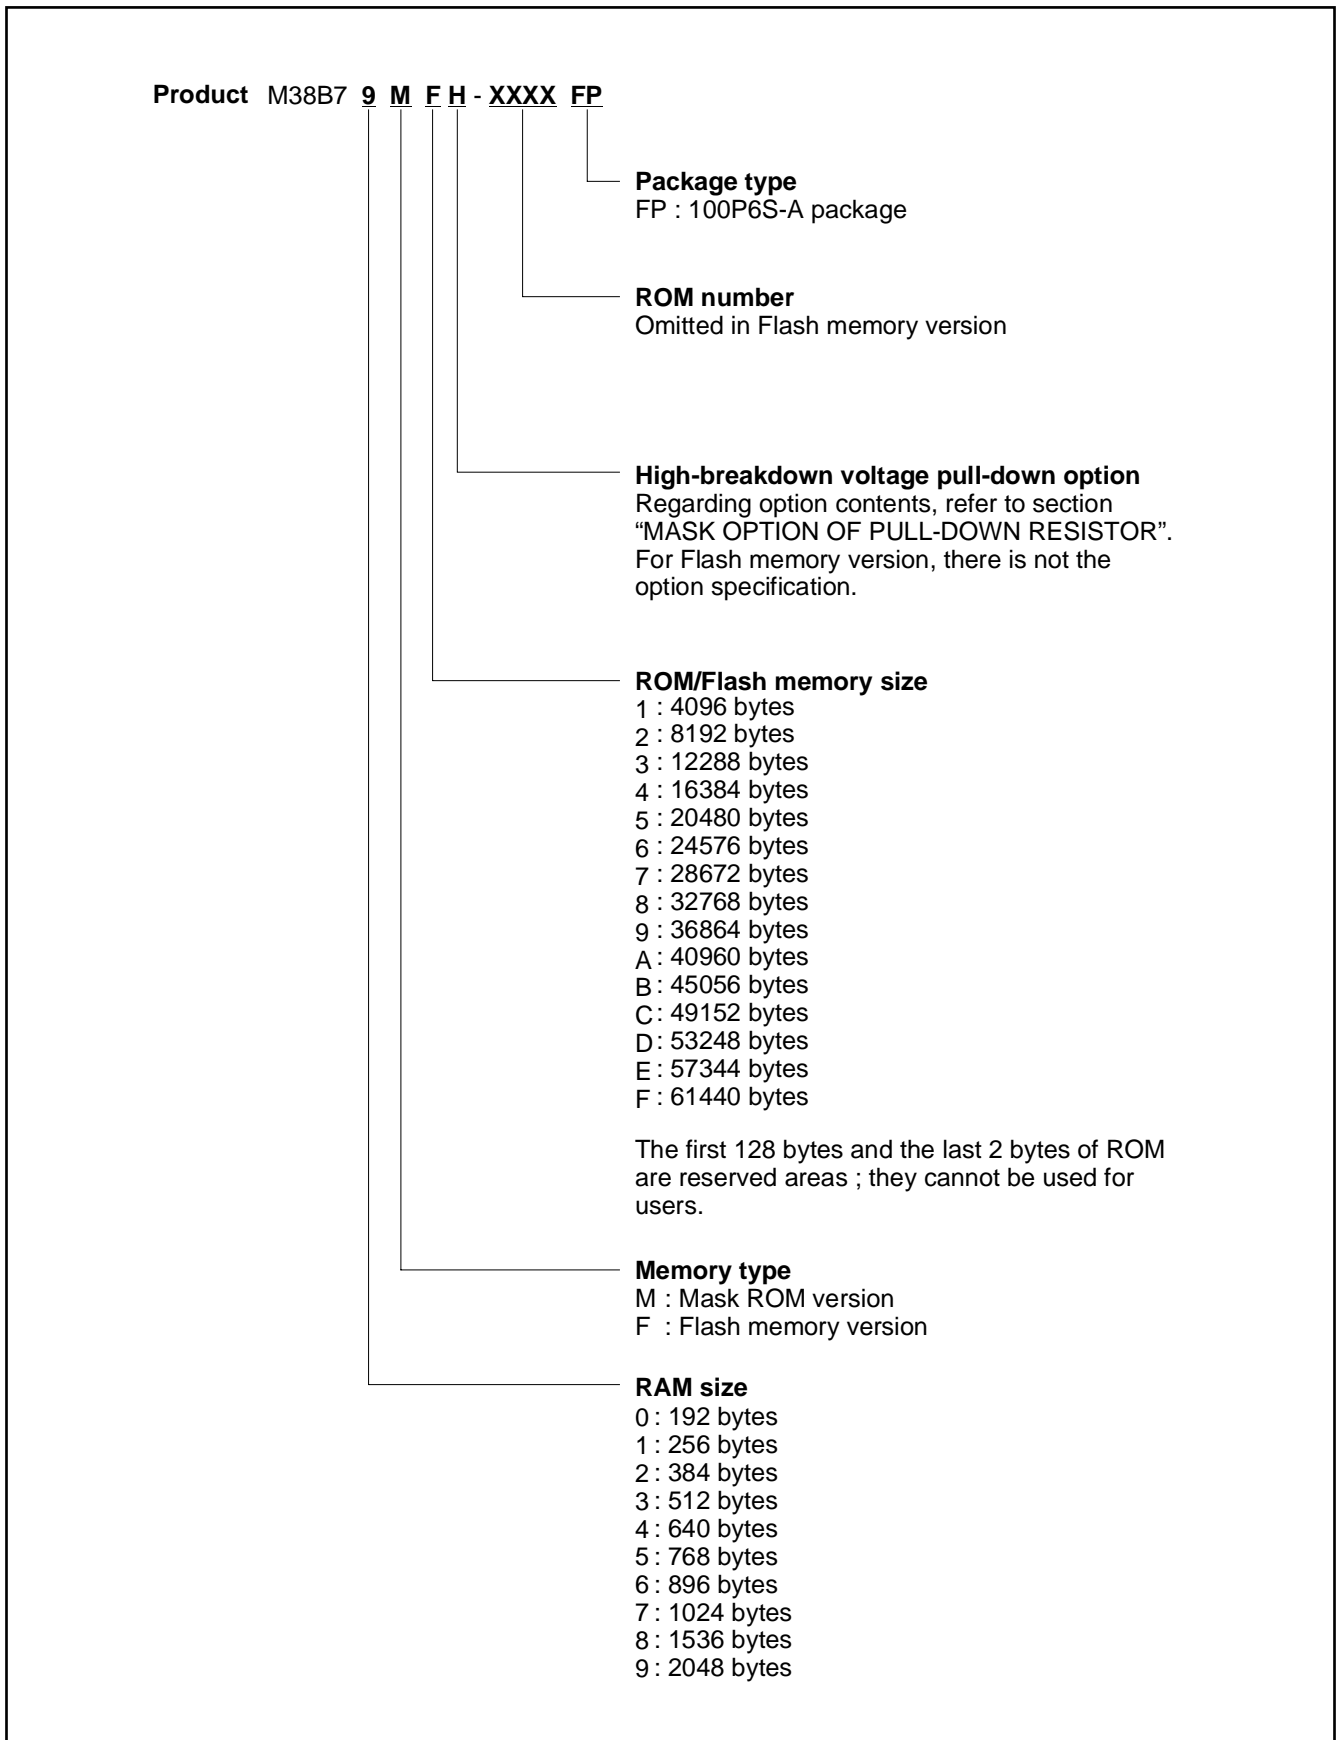 Product M38B7 9 M F H - XXXX FP
Package type
FP : 100P6S-A package
ROM number
Omitted in Flash memory version
High-breakdown voltage pull-down option
Regarding option contents, refer to section
“MASK OPTION OF PULL-DOWN RESISTOR”.
For Flash memory version, there is not the
option specification.
ROM/Flash memory size
1 : 4096 bytes
2 : 8192 bytes
3 : 12288 bytes
4 : 16384 bytes
5 : 20480 bytes
6 : 24576 bytes
7 : 28672 bytes
8 : 32768 bytes
9 : 36864 bytes
A : 40960 bytes
B : 45056 bytes
C : 49152 bytes
D : 53248 bytes
E : 57344 bytes
F : 61440 bytes
The first 128 bytes and the last 2 bytes of ROM
are reserved areas ; they cannot be used for
users.
Memory type
M : Mask ROM version
F : Flash memory version
RAM size
0 : 192 bytes
1 : 256 bytes
2 : 384 bytes
3 : 512 bytes
4 : 640 bytes
5 : 768 bytes
6 : 896 bytes
7 : 1024 bytes
8 : 1536 bytes
9 : 2048 bytes